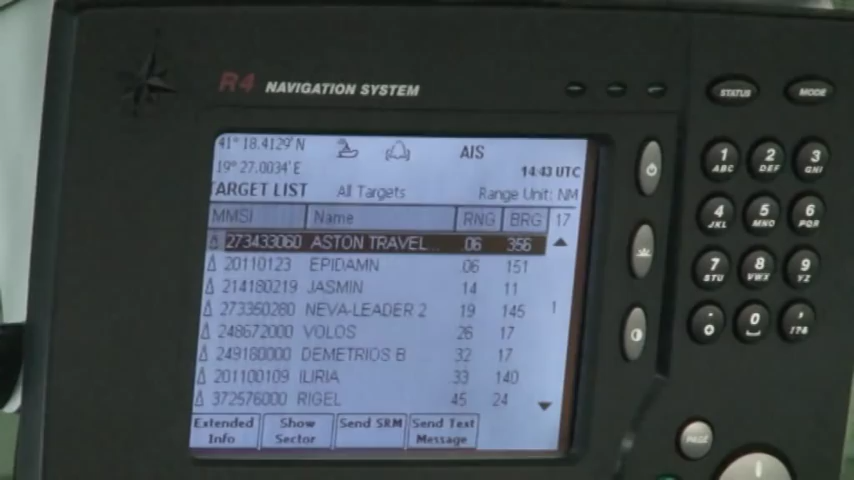 R4 NAVIGATION SYSTEM
STATUS MODE
41° 18.4129' N
19° 27.0034' E
AIS
14:43 UTC
TARGET LIST All Targets Range Unit: NM
MMSI Name RNG BRG 17
273433060 ASTON TRAVEL... 06 356
20110123 EPIDAMN 06 151
214180219 JASMIN 14 11
273360280 NEVA-LEADER 2 19 145
248672000 VOLOS 26 17
249180000 DEMETRIOS B 32 17
201100109 ILIRIA 33 140
372576000 RIGEL 45 24
Extended Info Show Sector Send SRM Send Text Message
1 ABC 2 DEF 3 GHI
4 JKL 5 MNO 6 PQR
7 STU 8 VWX 9 YZ
0 , !?&
PAGE